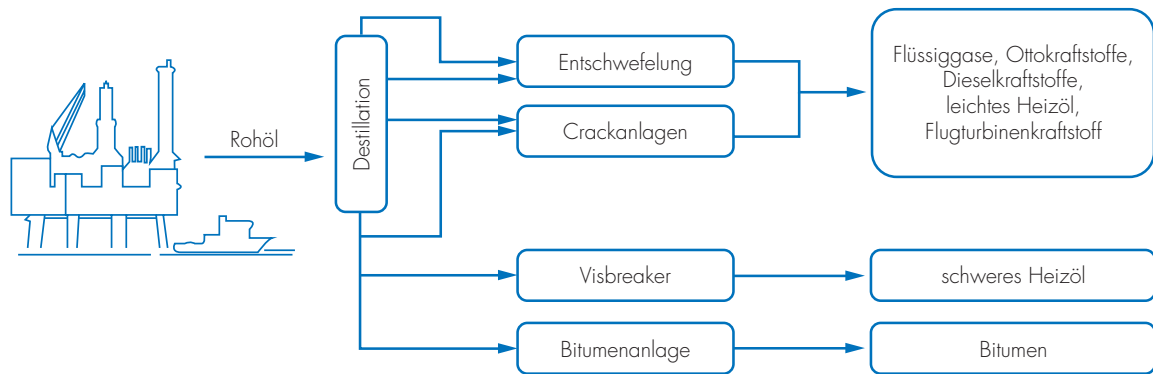 Rohöl
Destillation
Entschwefelung
Crackanlagen
Flüssiggase, Ottokraftstoffe,
Dieselkraftstoffe,
leichtes Heizöl,
Flugturbinenkraftstoff
Visbreaker
schweres Heizöl
Bitumenanlage
Bitumen